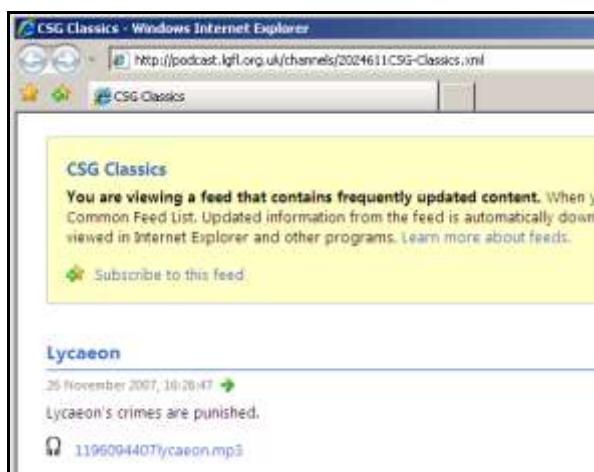 CSG Classics - Windows Internet Explorer
http://podcast.lgfl.org.uk/channels/2024611CSG-Classics.xml
CSG Classics
CSG Classics
You are viewing a feed that contains frequently updated content. When y
Common Feed List. Updated information from the feed is automatically down
viewed in Internet Explorer and other programs. Learn more about feeds.
Subscribe to this feed
Lycaeon
26 November 2007, 16:26:47
Lycaeon's crimes are punished.
1196094407lycaeon.mp3